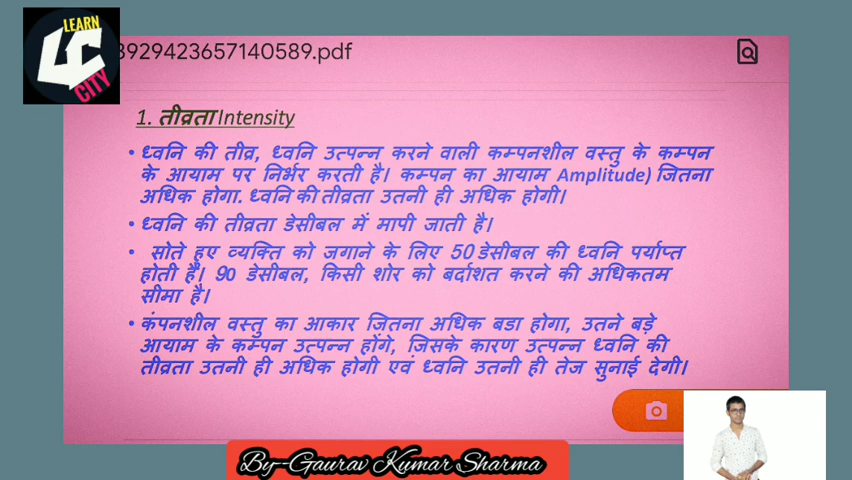 LEARN
LC
CITY
3929423657140589.pdf
1. तीव्रता Intensity
• ध्वनि की तीव्र, ध्वनि उत्पन्न करने वाली कम्पनशील वस्तु के कम्पन
के आयाम पर निर्भर करती है। कम्पन का आयाम Amplitude) जितना
अधिक होगा. ध्वनि की तीव्रता उतनी ही अधिक होगी।
• ध्वनि की तीव्रता डेसीबल में मापी जाती है।
• सोते हुए व्यक्ति को जगाने के लिए 50 डेसीबल की ध्वनि पर्याप्त
होती है। 90 डेसीबल, किसी शोर को बर्दाशत करने की अधिकतम
सीमा है।
• कंपनशील वस्तु का आकार जितना अधिक बडा होगा, उतने बड़े
आयाम के कम्पन उत्पन्न होंगे, जिसके कारण उत्पन्न ध्वनि की
तीव्रता उतनी ही अधिक होगी एवं ध्वनि उतनी ही तेज सुनाई देगी।
By--Gaurav Kumar Sharma